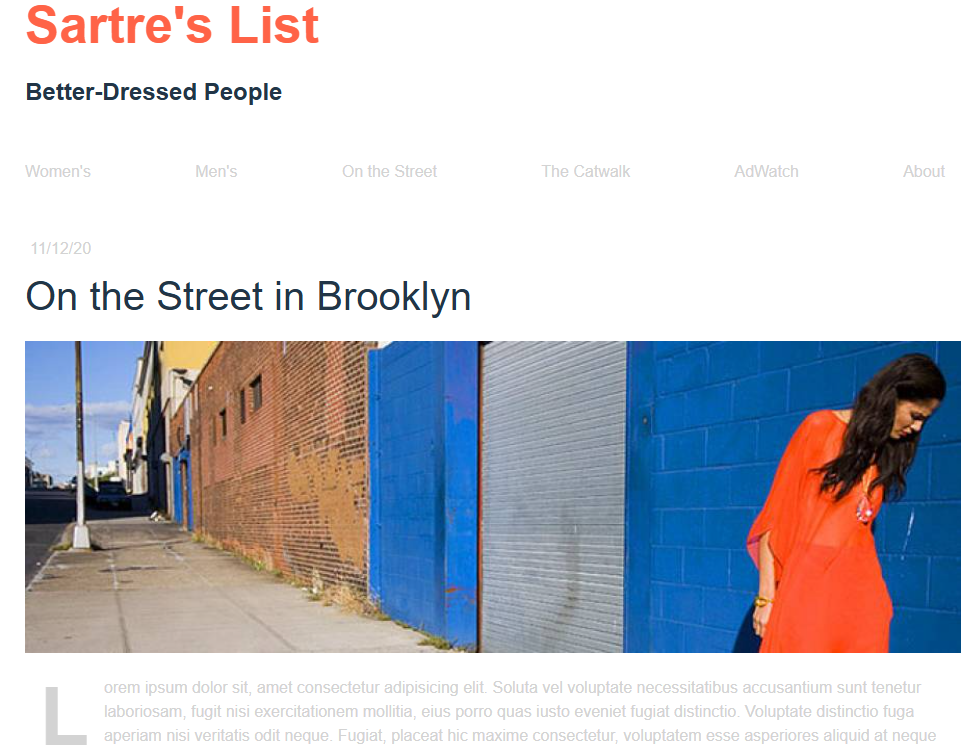 Sartre's List
Better-Dressed People
Women's Men's On the Street The Catwalk AdWatch About
11/12/20
On the Street in Brooklyn
Lorem ipsum dolor sit, amet consectetur adipisicing elit. Soluta vel voluptate necessitatibus accusantium sunt tenetur
laboriosam, fugit nisi exercitationem mollitia, eius porro quas iusto eveniet fugiat distinctio. Voluptate distinctio fuga
aperiam nisi veritatis odit neque. Fugiat, placeat hic maxime consectetur, voluptatem esse asperiores aliquid at neque